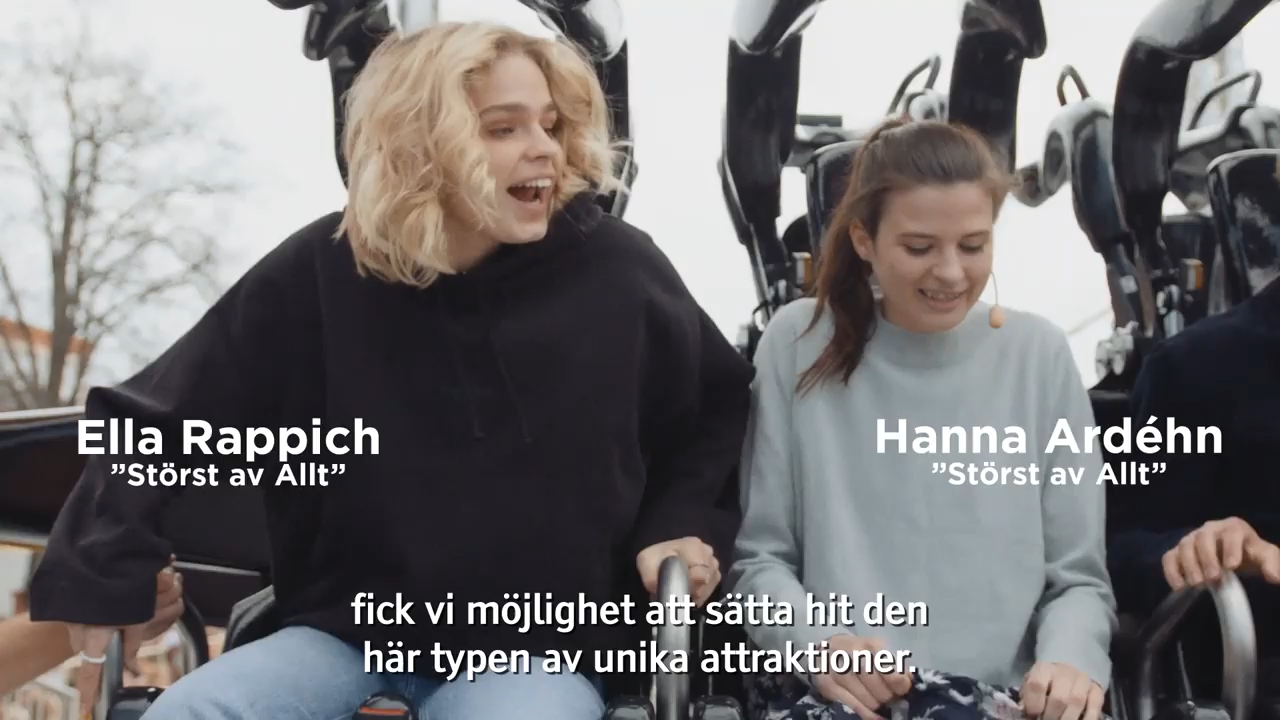 Ella Rappich
”Störst av Allt”
Hanna Ardéhn
”Störst av Allt”
fick vi möjlighet att sätta hit den
här typen av unika attraktioner.